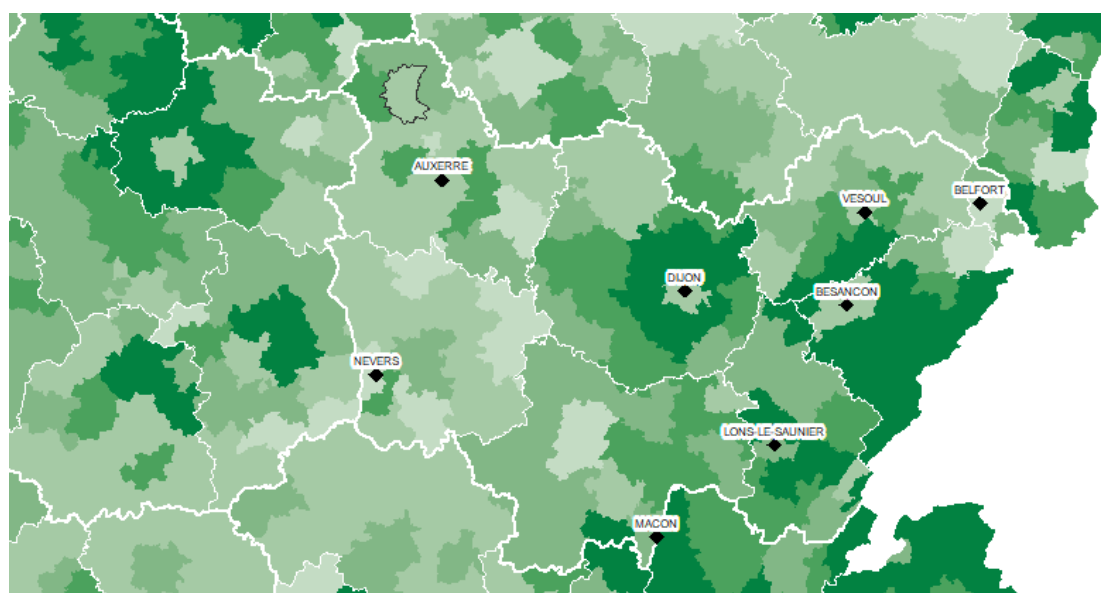 AUXERRE
BELFORT
VESOUL
DIJON
BESANCON
NEVERS
LONS-LE-SAUNIER
MACON